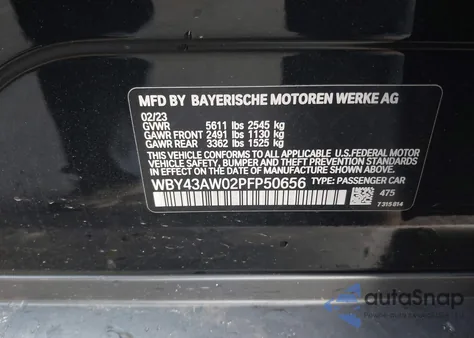 MFD BY BAYERISCHE MOTOREN WERKE AG
02/23
GVWR 5611 lbs 2545 kg
GAWR FRONT 2491 lbs 1130 kg
GAWR REAR 3362 lbs 1525 kg
THIS VEHICLE CONFORMS TO ALL APPLICABLE U.S.FEDERAL MOTOR
VEHICLE SAFETY, BUMPER AND THEFT PREVENTION STANDARDS
IN EFFECT ON THE DATE OF MANUFACTURE SHOWN ABOVE.
WBY43AW02PFP50656 TYPE: PASSENGER CAR
475
7 315 814
autoSnap